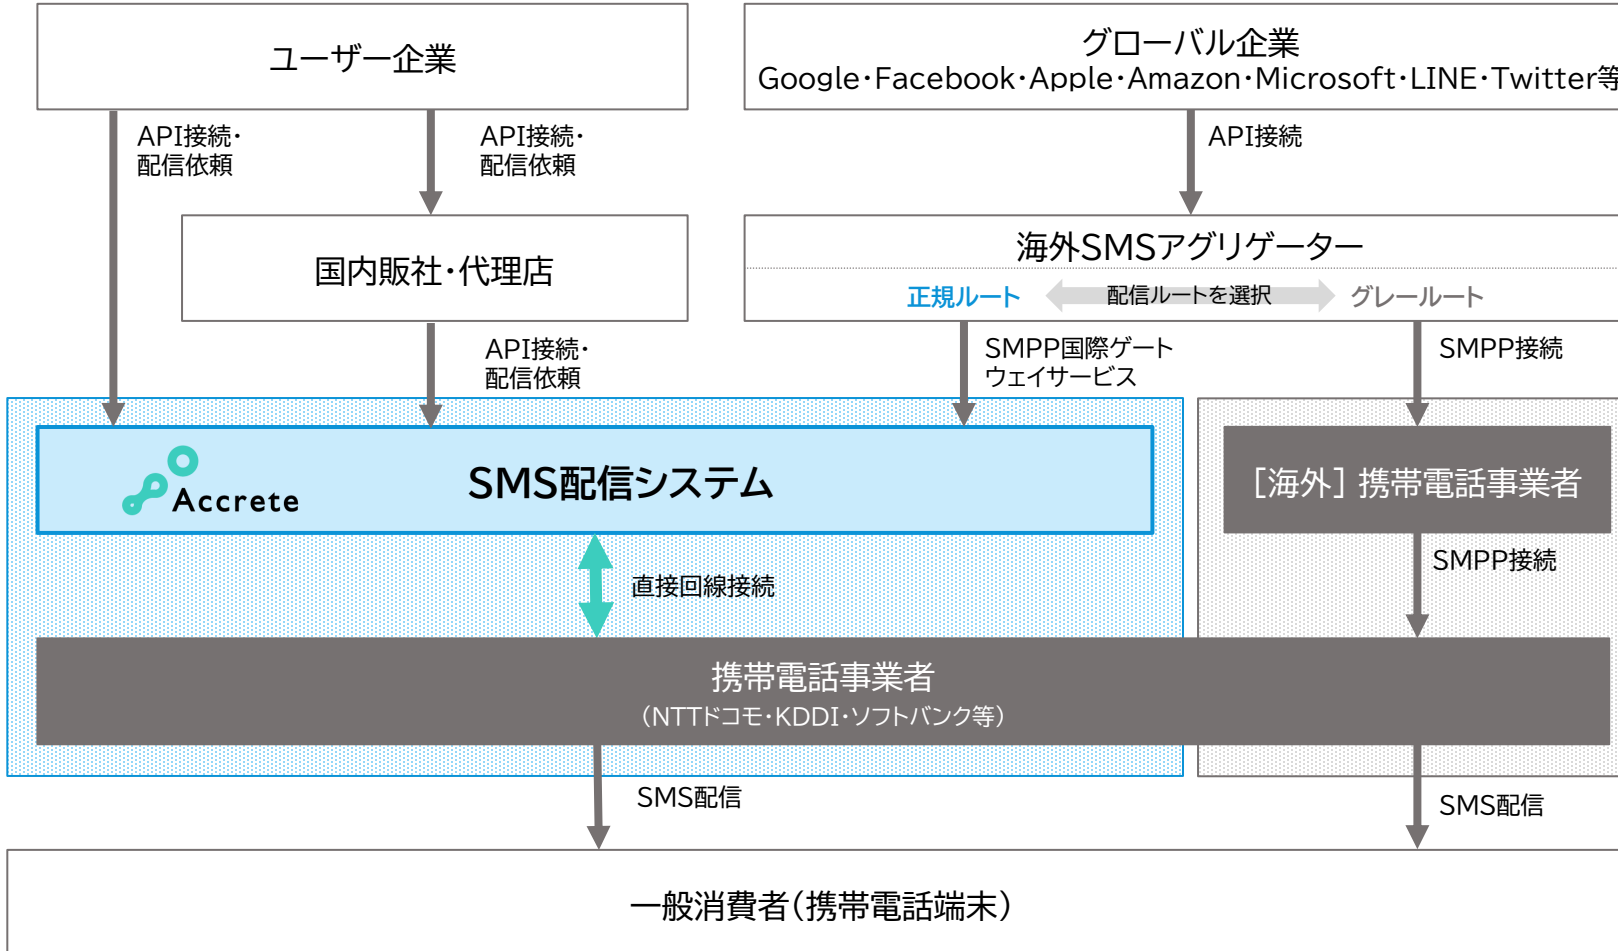 ユーザー企業
グローバル企業
Google・Facebook・Apple・Amazon・Microsoft・LINE・Twitter等
API接続・
配信依頼
API接続・
配信依頼
API接続
国内販社・代理店
海外SMSアグリゲーター
正規ルート
配信ルートを選択
グレールート
API接続・
配信依頼
SMPP国際ゲート
ウェイサービス
SMPP接続
Accrete
SMS配信システム
［海外］携帯電話事業者
直接回線接続
SMPP接続
携帯電話事業者
（NTTドコモ・KDDI・ソフトバンク等）
SMS配信
SMS配信
一般消費者（携帯電話端末）